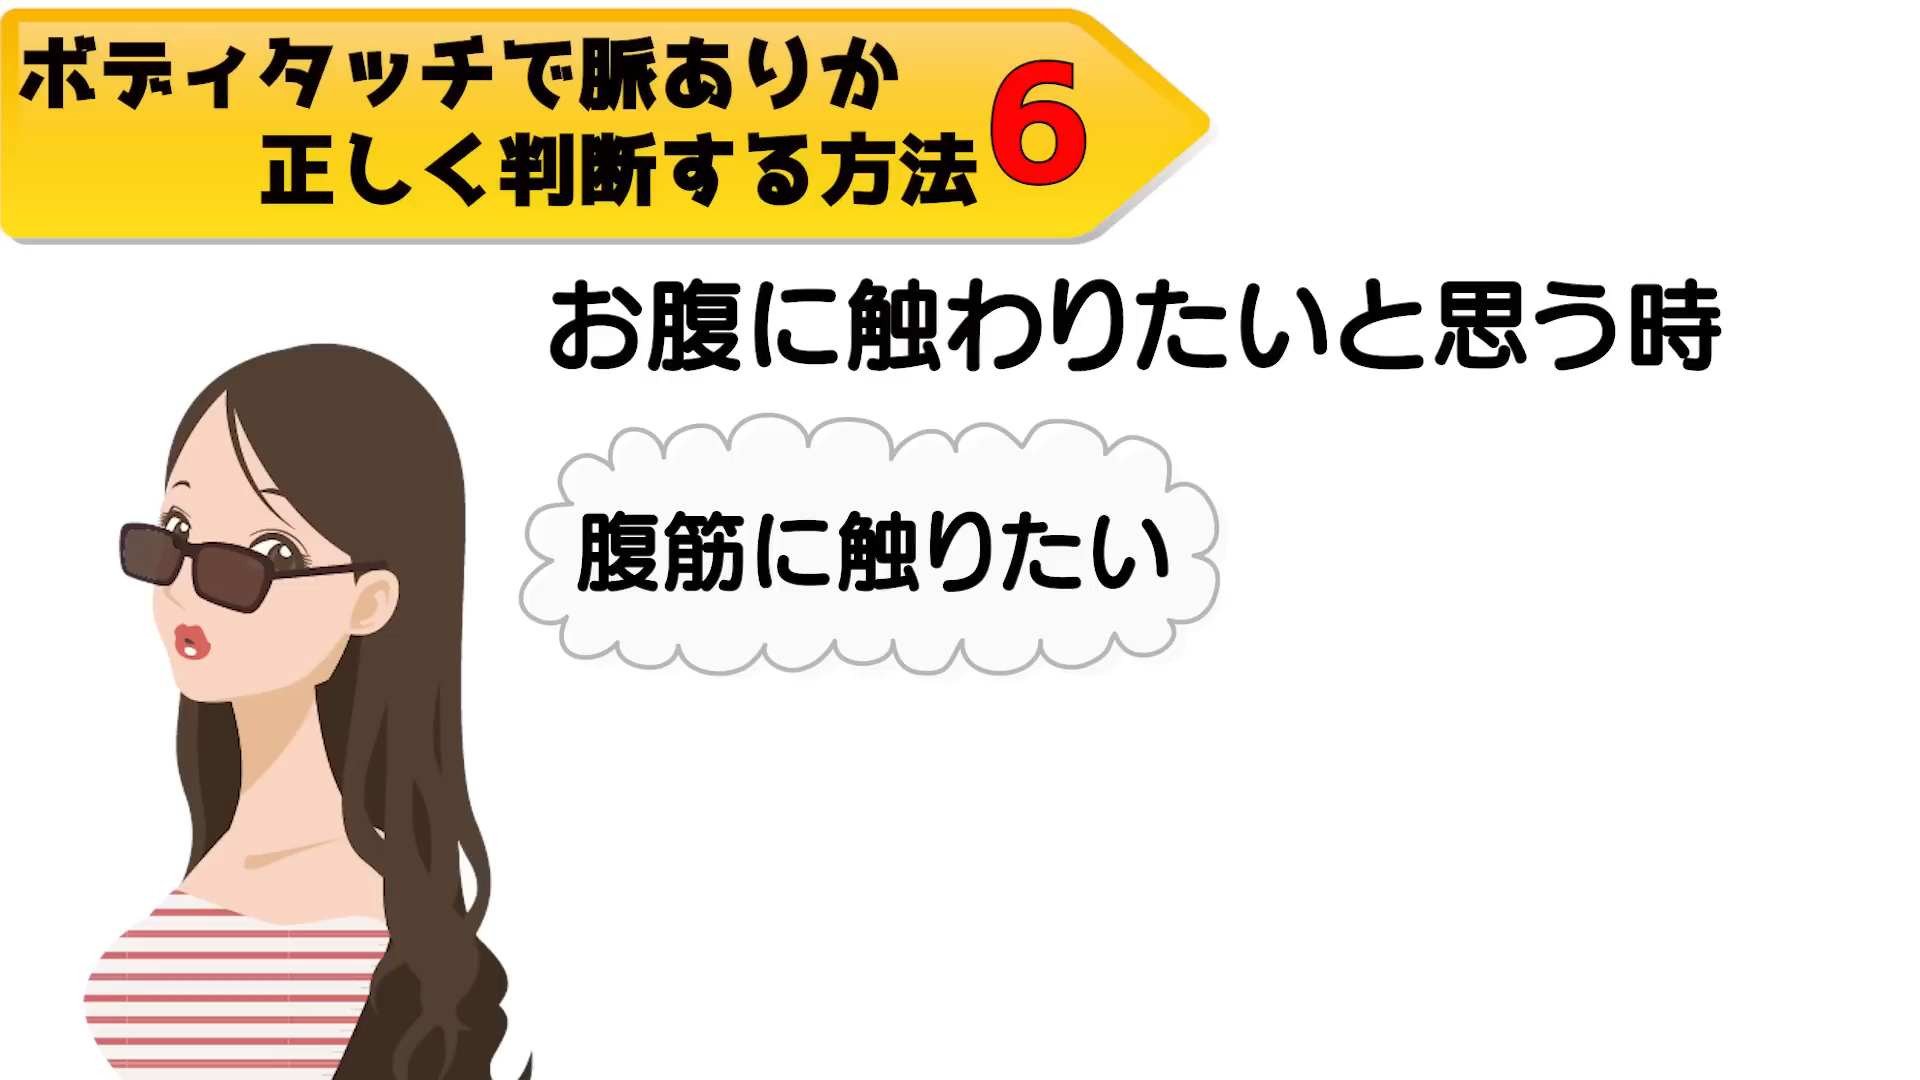 ボディタッチで脈ありか
正しく判断する方法
6
お腹に触わりたいと思う時
腹筋に触りたい